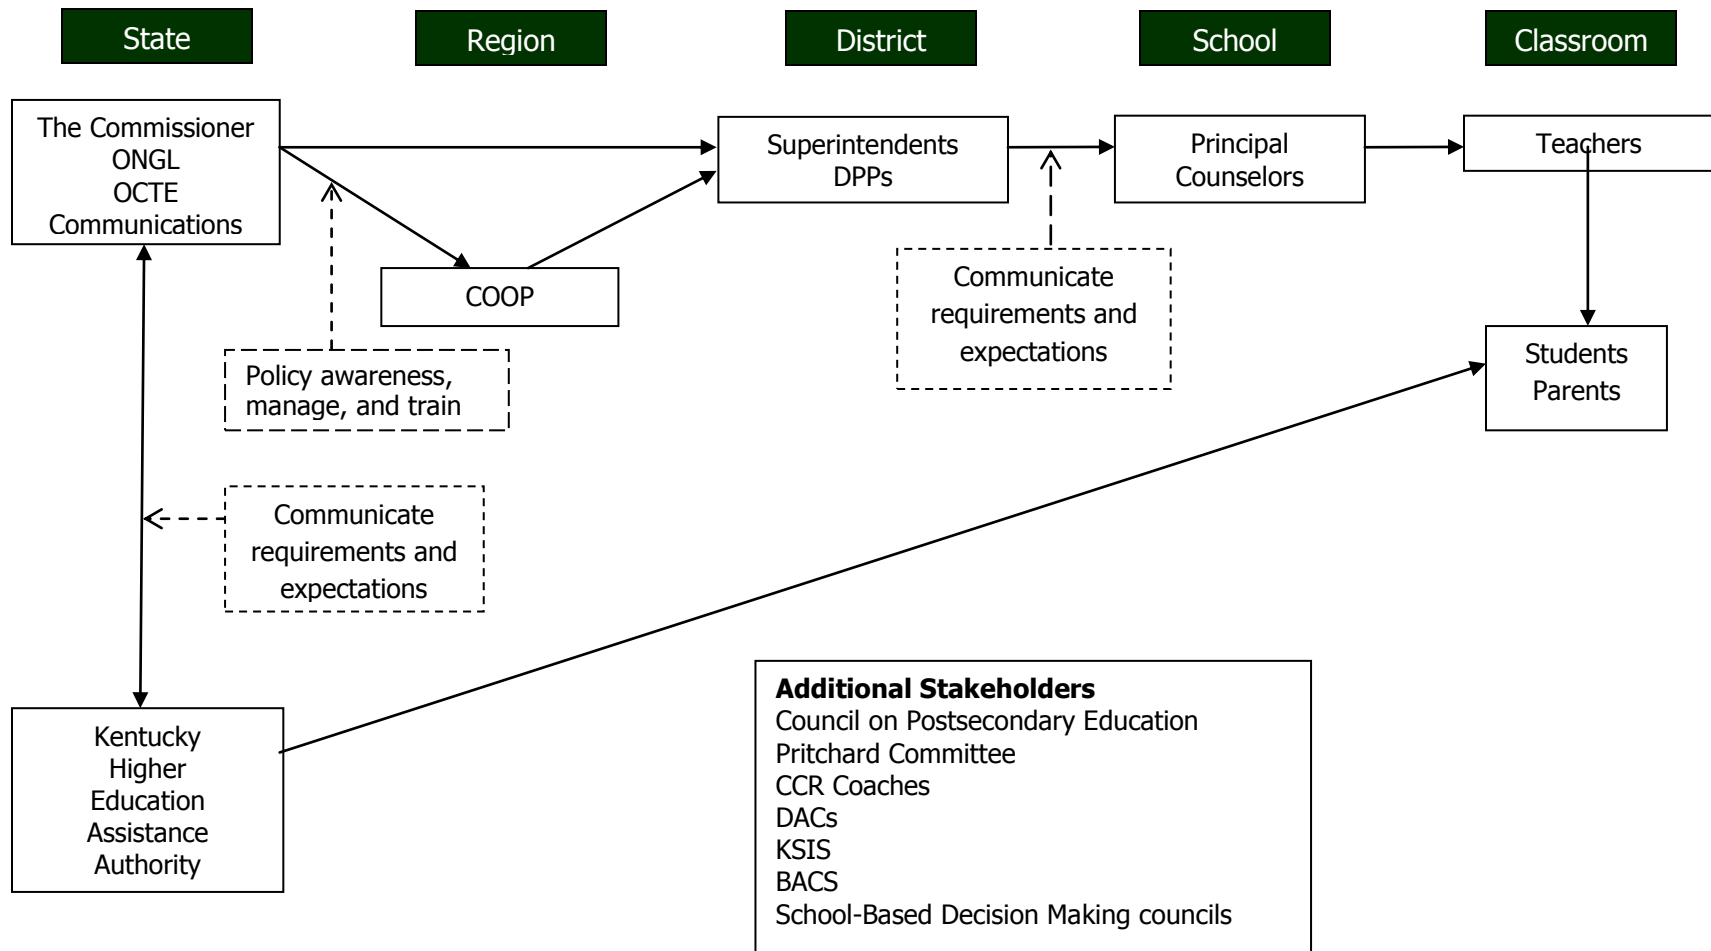 State
Region
District
School
Classroom
The Commissioner
ONGL
OCTE
Communications
Superintendents
DPPs
Principal
Counselors
Teachers
COOP
Communicate
requirements and
expectations
Students
Parents
Policy awareness,
manage, and train
Communicate
requirements and
expectations
Kentucky
Higher
Education
Assistance
Authority
Additional Stakeholders
Council on Postsecondary Education
Pritchard Committee
CCR Coaches
DACs
KSIS
BACS
School-Based Decision Making councils